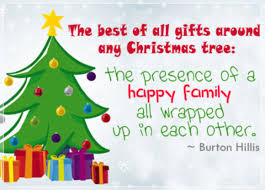 The best of all gifts around
any Christmas tree:
the presence of a
happy family
all wrapped
up in each other.
~ Burton Hillis